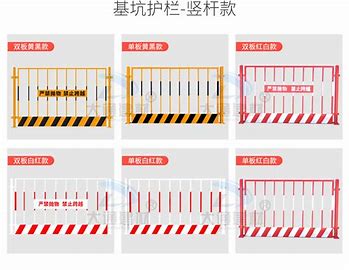 基坑护栏-竖杆款
双板黄黑款
单板黄黑款
双板红白款
严禁抛物 禁止跨越
严禁抛物 禁止跨越
双板白红款
单板白红款
单板红白款
严禁抛物 禁止跨越